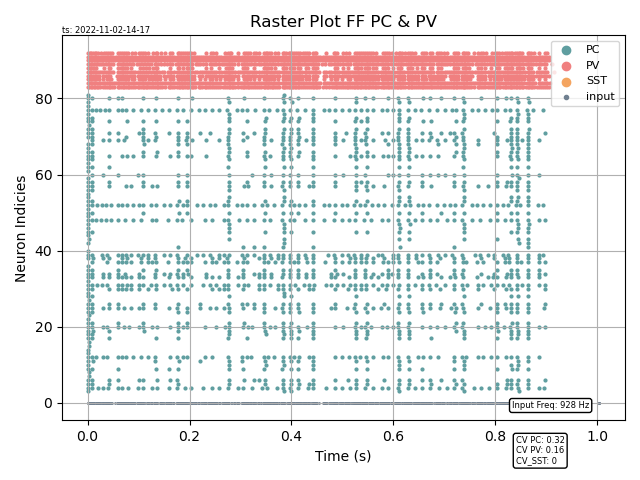 Raster Plot FF PC & PV
ts: 2022-11-02-14-17
PC
PV
SST
input
80
60
40
20
0
Neuron Indicies
Input Freq: 928 Hz
0.0 0.2 0.4 0.6 0.8 1.0
Time (s)
CV PC: 0.32
CV PV: 0.16
CV_SST: 0